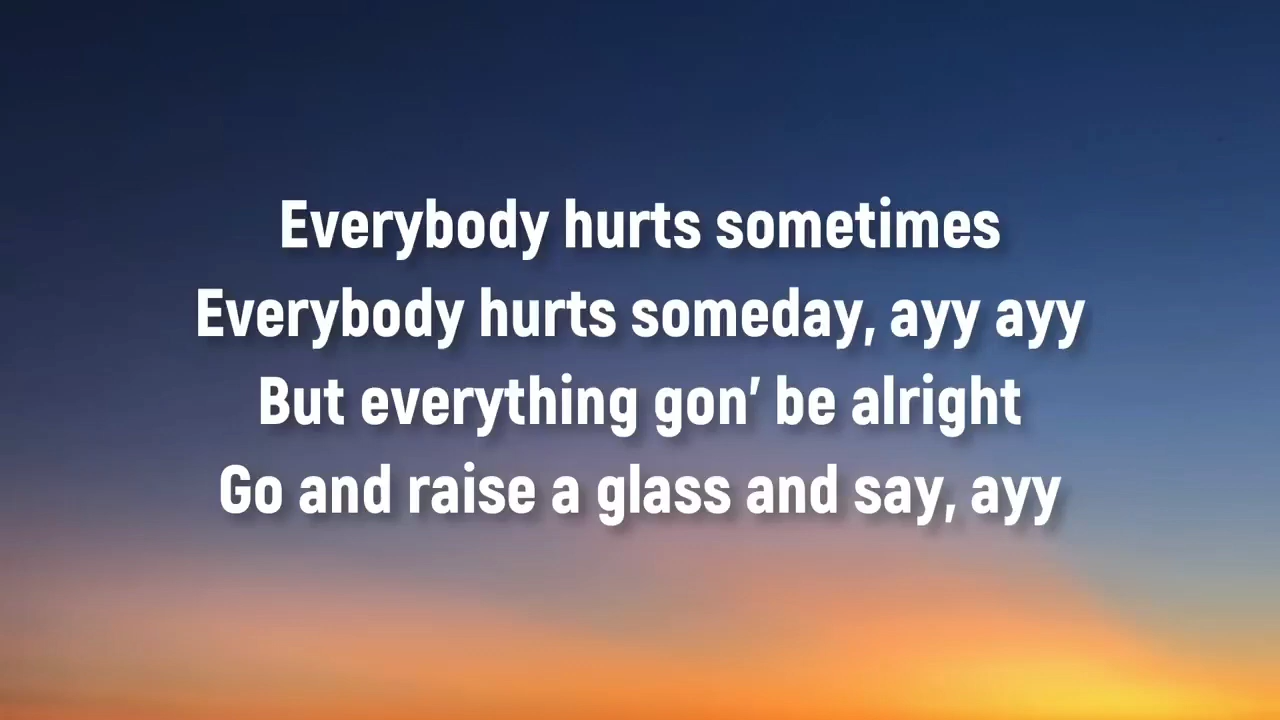 Everybody hurts sometimes
Everybody hurts someday, ayy ayy
But everything gon’ be alright
Go and raise a glass and say, ayy